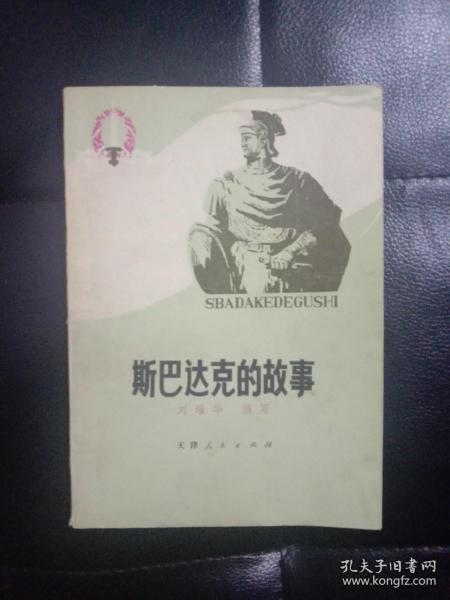 SBADAKEDEGUSHI
斯巴达克的故事
刘增华 编写
天津人民出版社
孔夫子旧书网
www.kongfz.com